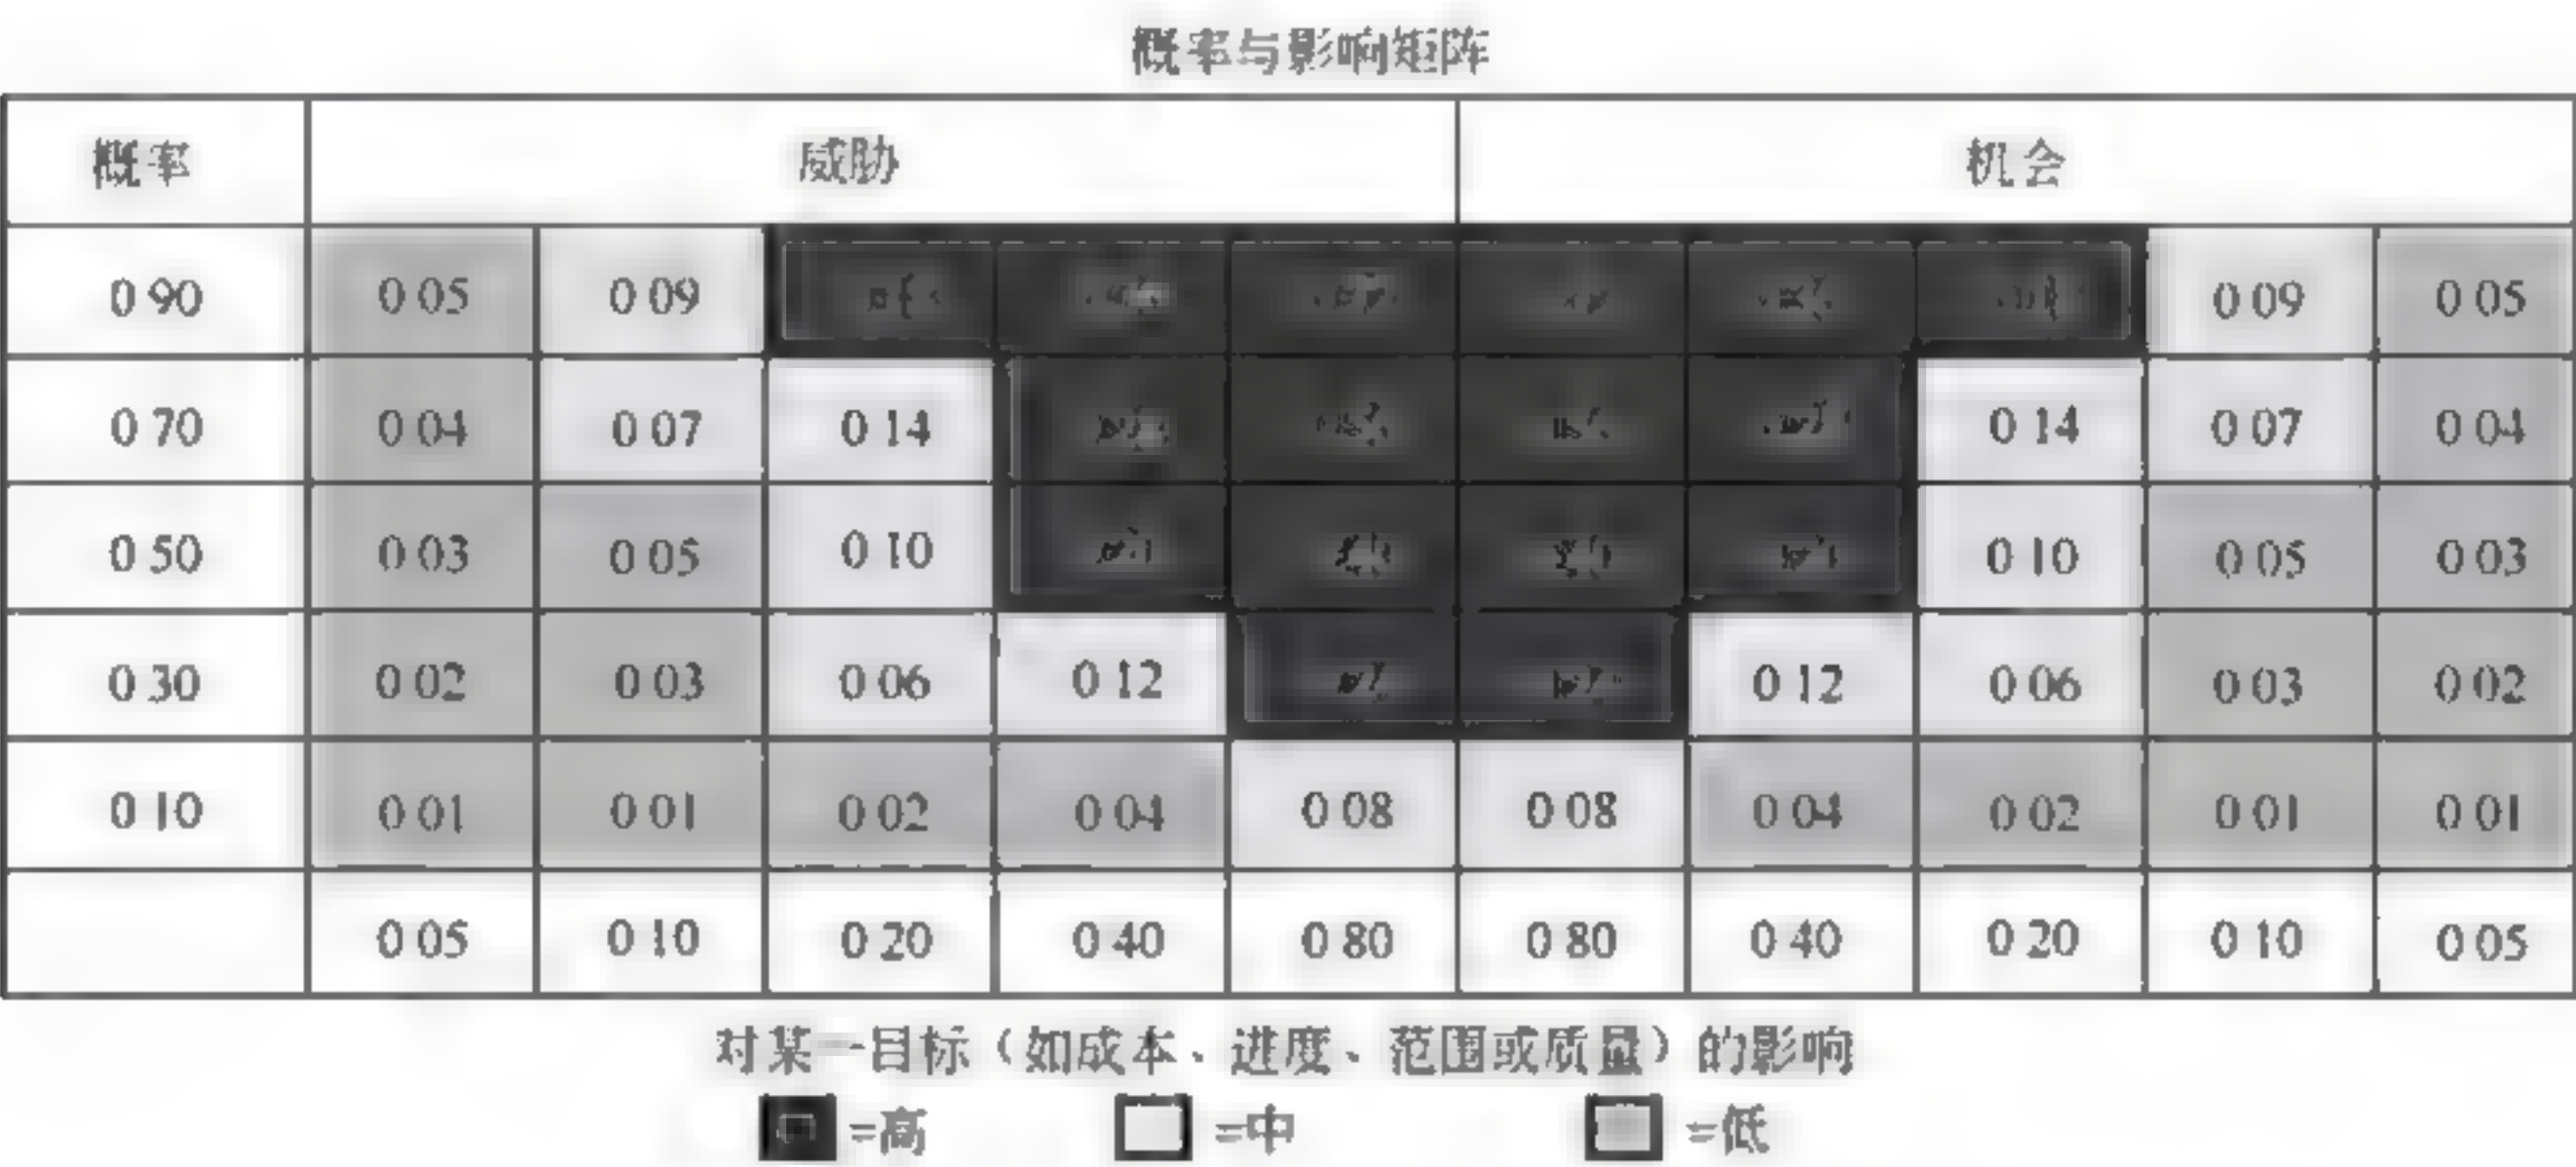 概率与影响矩阵
概率 威胁 机会
0 90 0 05 0 09 0 09 0 05
0 70 0 04 0 07 0 14 0 14 0 07 0 04
0 50 0 03 0 05 0 10 0 10 0 05 0 03
0 30 0 02 0 03 0 06 0 12 0 12 0 06 0 03 0 02
0 10 0 01 0 01 0 02 0 04 0 08 0 08 0 04 0 02 0 01 0 01
0 05 0 10 0 20 0 40 0 80 0 80 0 40 0 20 0 10 0 05
对某一目标（如成本、进度、范围或质量）的影响
=高 =中 =低